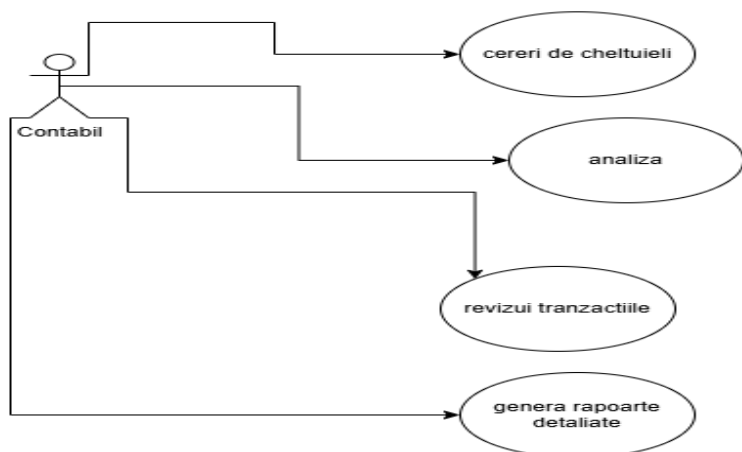 cereri de cheltuieli
Contabil
analiza
revizui tranzactiile
genera rapoarte
detaliate